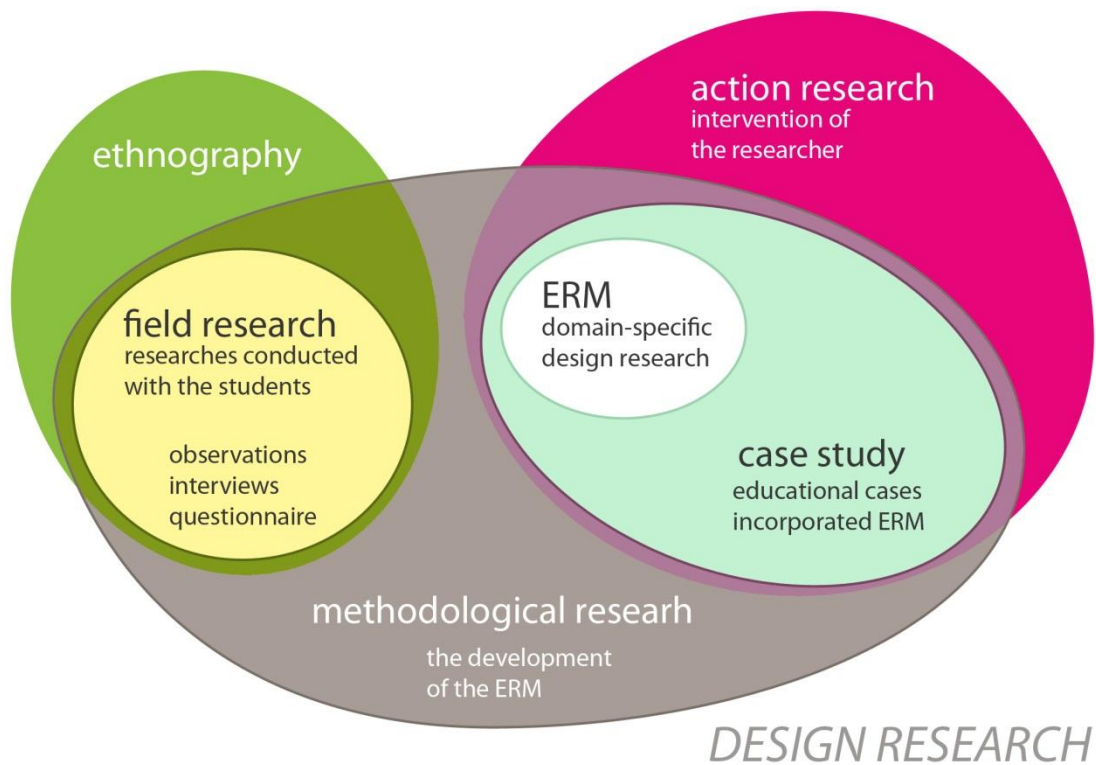 ethnography
action research
intervention of
the researcher
field research
researches conducted
with the students
observations
interviews
questionnaire
ERM
domain-specific
design research
case study
educational cases
incorporated ERM
methodological researh
the development
of the ERM
DESIGN RESEARCH